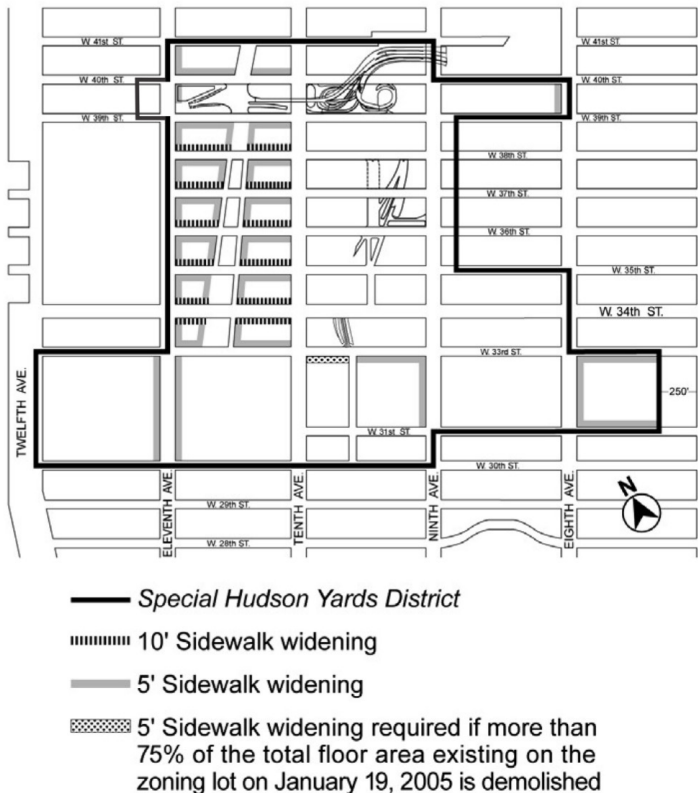 W. 41st ST.
W. 41st ST.
W. 40th ST.
W. 40th ST.
W. 39th ST.
W. 39th ST.
W. 38th ST.
W. 37th ST.
W. 36th ST.
W. 35th ST.
W. 34th ST.
W. 33rd ST.
TWELFTH AVE.
250'
W. 31st ST.
W. 30th ST.
ELEVENTH AVE.
TENTH AVE.
NINTH AVE.
EIGHTH AVE.
N
W. 29th ST.
W. 28th ST.
Special Hudson Yards District
10' Sidewalk widening
5' Sidewalk widening
5' Sidewalk widening required if more than
75% of the total floor area existing on the
zoning lot on January 19, 2005 is demolished